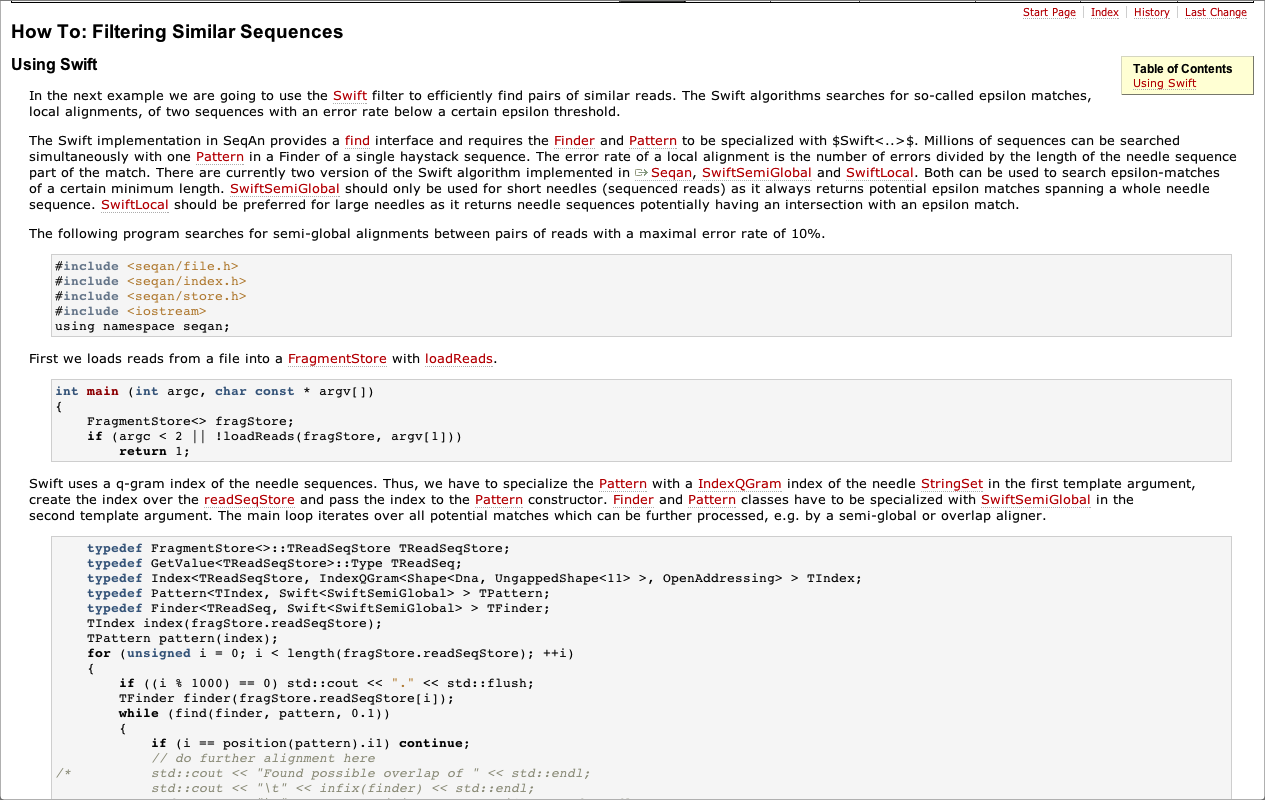 Start Page Index History Last Change
How To: Filtering Similar Sequences
Using Swift
Table of Contents
Using Swift
In the next example we are going to use the Swift filter to efficiently find pairs of similar reads. The Swift algorithms searches for so-called epsilon matches,
local alignments, of two sequences with an error rate below a certain epsilon threshold.
The Swift implementation in SeqAn provides a find interface and requires the Finder and Pattern to be specialized with $Swift<..>$. Millions of sequences can be searched
simultaneously with one Pattern in a Finder of a single haystack sequence. The error rate of a local alignment is the number of errors divided by the length of the needle sequence
part of the match. There are currently two version of the Swift algorithm implemented in Seqan, SwiftSemiGlobal and SwiftLocal. Both can be used to search epsilon-matches
of a certain minimum length. SwiftSemiGlobal should only be used for short needles (sequenced reads) as it always returns potential epsilon matches spanning a whole needle
sequence. SwiftLocal should be preferred for large needles as it returns needle sequences potentially having an intersection with an epsilon match.
The following program searches for semi-global alignments between pairs of reads with a maximal error rate of 10%.
#include <seqan/file.h>
#include <seqan/index.h>
#include <seqan/store.h>
#include <iostream>
using namespace seqan;
First we loads reads from a file into a FragmentStore with loadReads.
int main (int argc, char const * argv[])
{
    FragmentStore<> fragStore;
    if (argc < 2 || !loadReads(fragStore, argv[1]))
        return 1;
Swift uses a q-gram index of the needle sequences. Thus, we have to specialize the Pattern with a IndexQGram index of the needle StringSet in the first template argument,
create the index over the readSeqStore and pass the index to the Pattern constructor. Finder and Pattern classes have to be specialized with SwiftSemiGlobal in the
second template argument. The main loop iterates over all potential matches which can be further processed, e.g. by a semi-global or overlap aligner.
    typedef FragmentStore<>::TReadSeqStore TReadSeqStore;
    typedef GetValue<TReadSeqStore>::Type TReadSeq;
    typedef Index<TReadSeqStore, IndexQGram<Shape<Dna, UngappedShape<11> >, OpenAddressing> > TIndex;
    typedef Pattern<TIndex, Swift<SwiftSemiGlobal> > TPattern;
    typedef Finder<TReadSeq, Swift<SwiftSemiGlobal> > TFinder;
    TIndex index(fragStore.readSeqStore);
    TPattern pattern(index);
    for (unsigned i = 0; i < length(fragStore.readSeqStore); ++i)
    {
        if ((i % 1000) == 0) std::cout << "." << std::flush;
        TFinder finder(fragStore.readSeqStore[i]);
        while (find(finder, pattern, 0.1))
        {
            if (i == position(pattern).i1) continue;
            // do further alignment here
/*          std::cout << "Found possible overlap of " << std::endl;
            std::cout << "\t" << infix(finder) << std::endl;